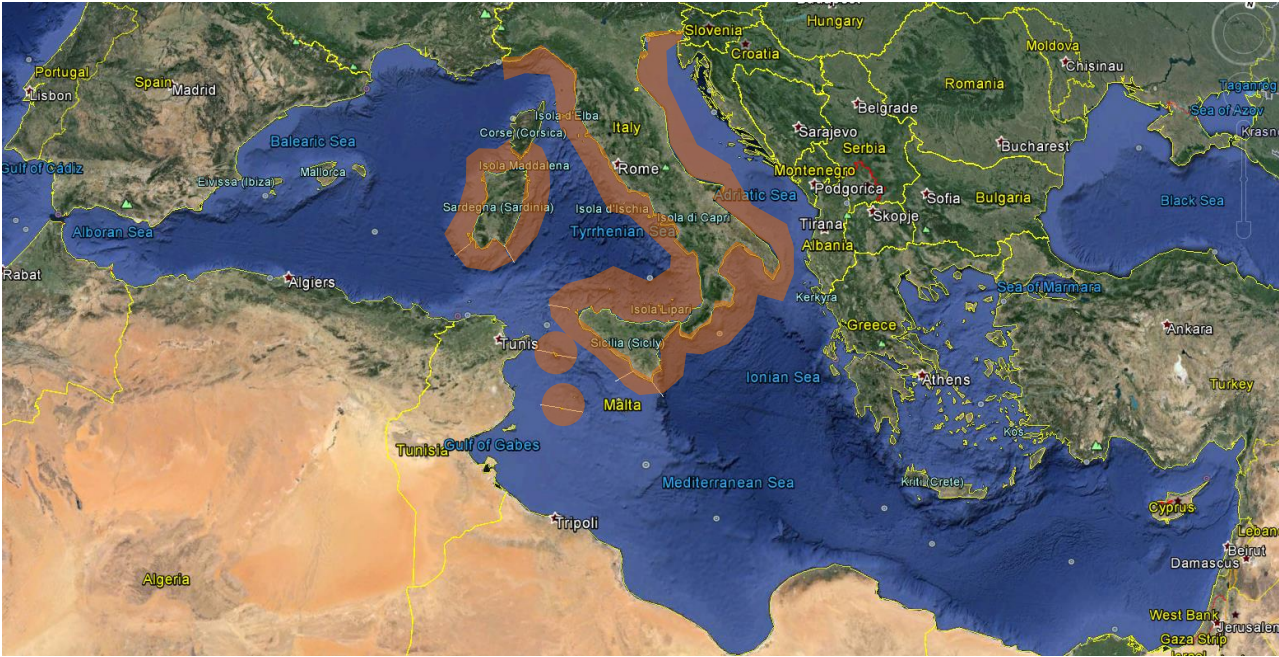 Slovenia
Hungary
Croatia
Moldova
Chisinau
Portugal
Spain
Madrid
Lisbon
Romania
Taganrog
Sea of Azov
Belgrade
Isola d'Elba
Corse (Corsica)
Italy
Sarajevo
Serbia
Bucharest
Balearic Sea
Gulf of Cádiz
Eivissa (Ibiza)
Mallorca
Isola Maddalena
Rome
Montenegro
Podgorica
Adriatic Sea
Sofia
Bulgaria
Black Sea
Sardegna (Sardinia)
Isola d'Ischia
Isola di Capri
Skopje
Alboran Sea
Tyrrhenian Sea
Tirana
Albania
Rabat
Algiers
Sea of Marmara
Kerkyra
Isola Lipari
Greece
Ankara
Tunis
Sicilia (Sicily)
Ionian Sea
Athens
Turkey
Malta
Kos
Tunisia
Gulf of Gabes
Mediterranean Sea
Kriti (Crete)
Cyprus
Tripoli
Beirut
Damascus
Algeria
West Bank
Gaza Strip